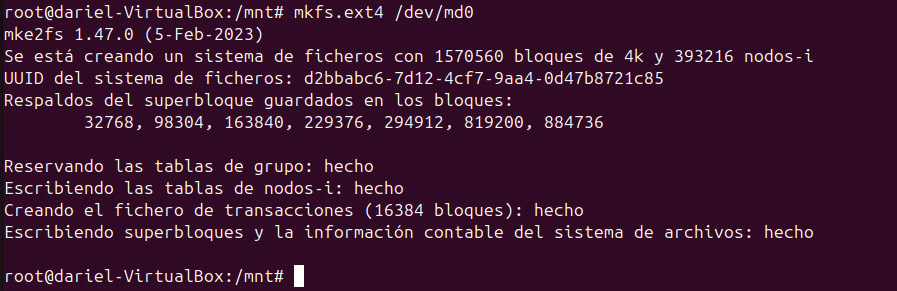 root@dariel-VirtualBox:/mnt# mkfs.ext4 /dev/md0
mke2fs 1.47.0 (5-Feb-2023)
Se está creando un sistema de ficheros con 1570560 bloques de 4k y 393216 nodos-i
UUID del sistema de ficheros: d2bbabc6-7d12-4cf7-9aa4-0d47b8721c85
Respaldos del superbloque guardados en los bloques:
        32768, 98304, 163840, 229376, 294912, 819200, 884736

Reservando las tablas de grupo: hecho
Escribiendo las tablas de nodos-i: hecho
Creando el fichero de transacciones (16384 bloques): hecho
Escribiendo superbloques y la información contable del sistema de archivos: hecho

root@dariel-VirtualBox:/mnt#